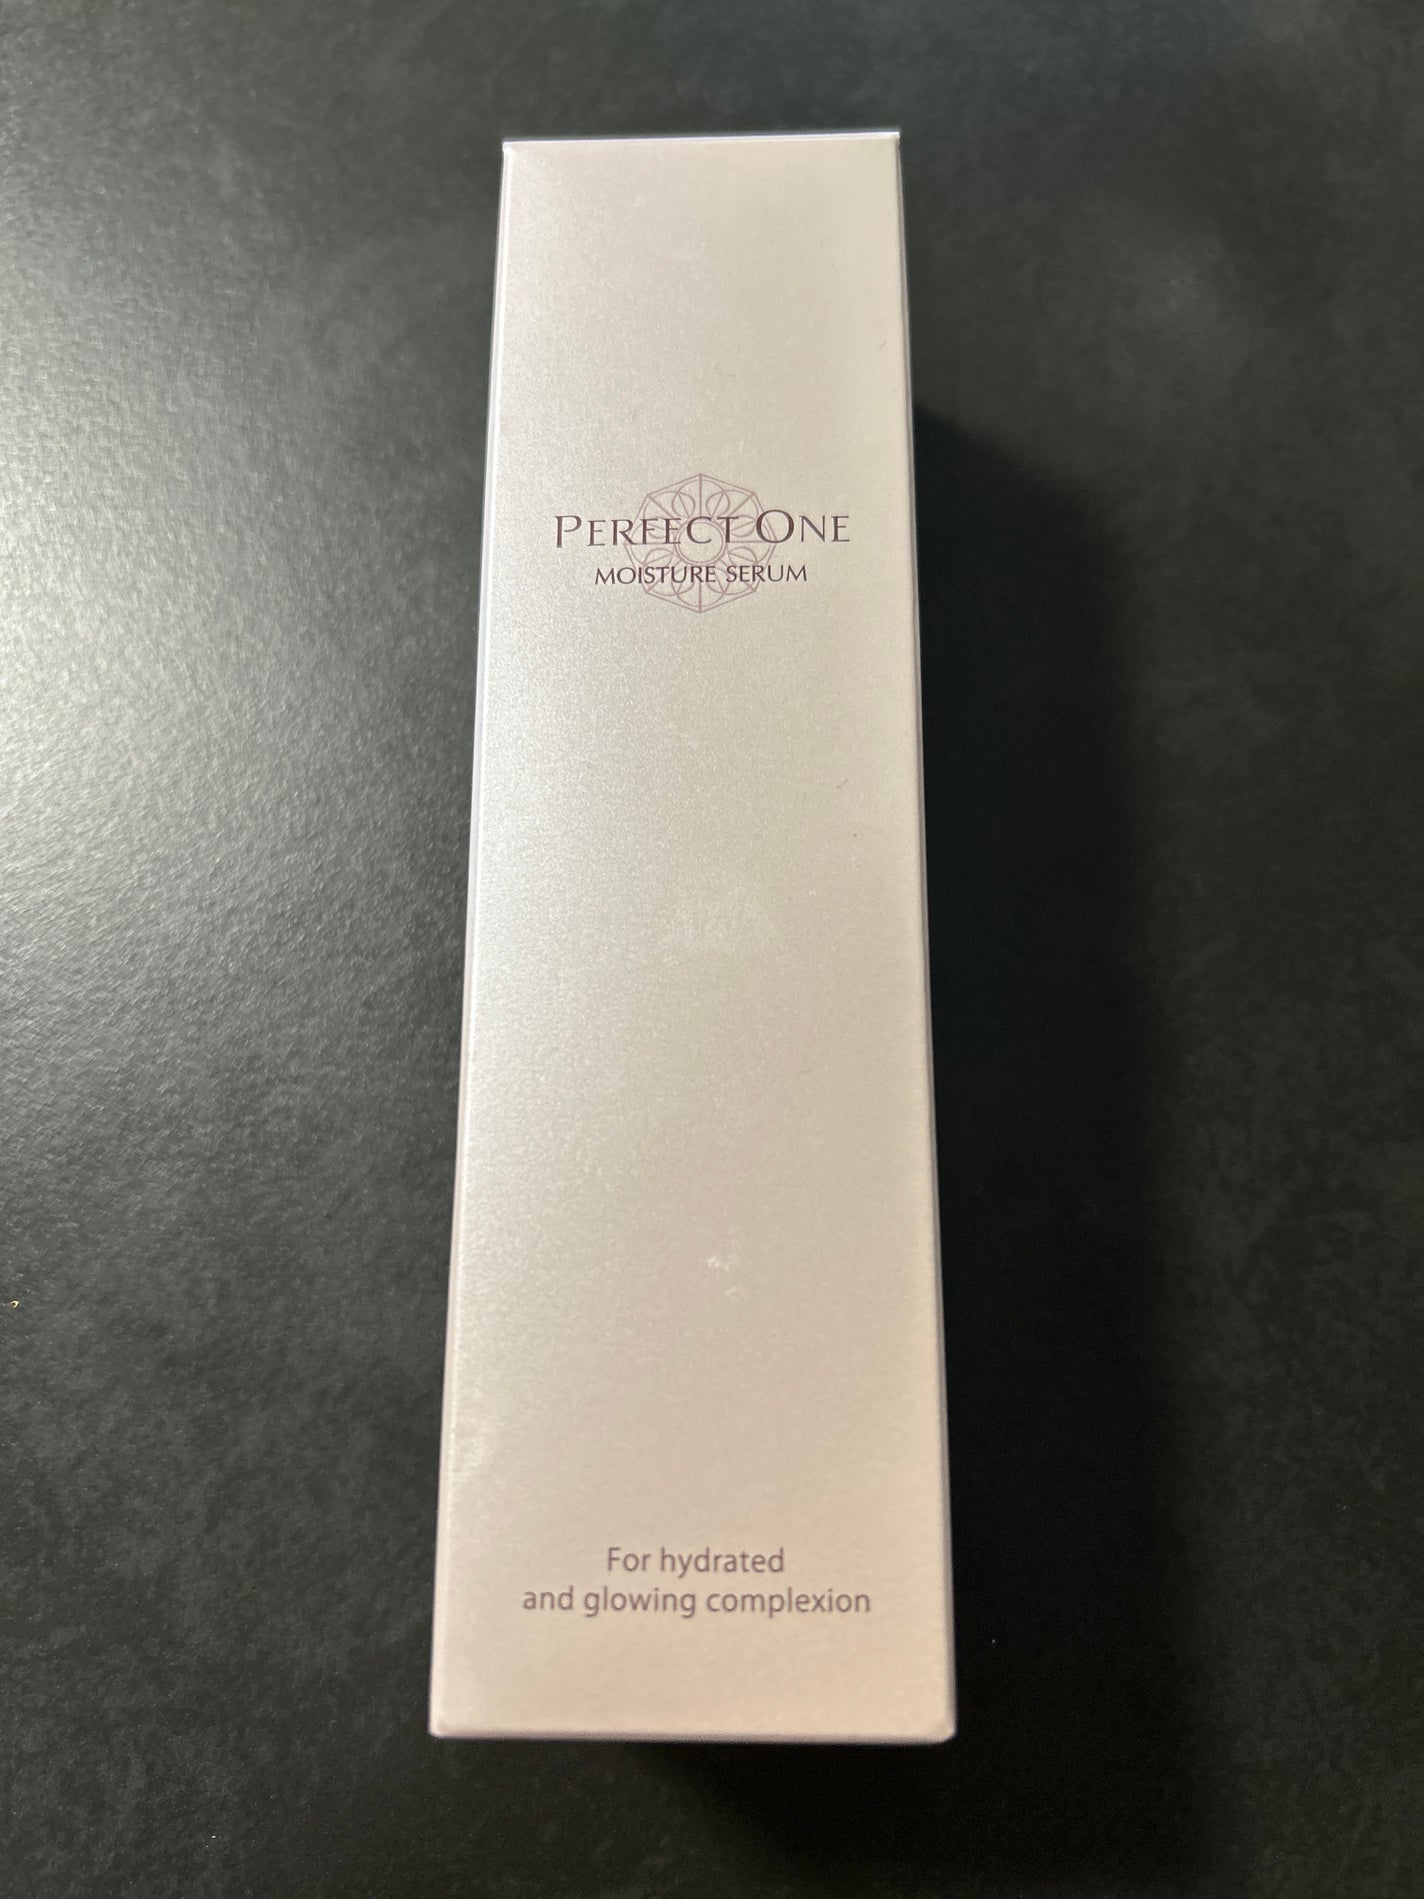 PERFECT ONE
MOISTURE SERUM
For hydrated
and glowing complexion